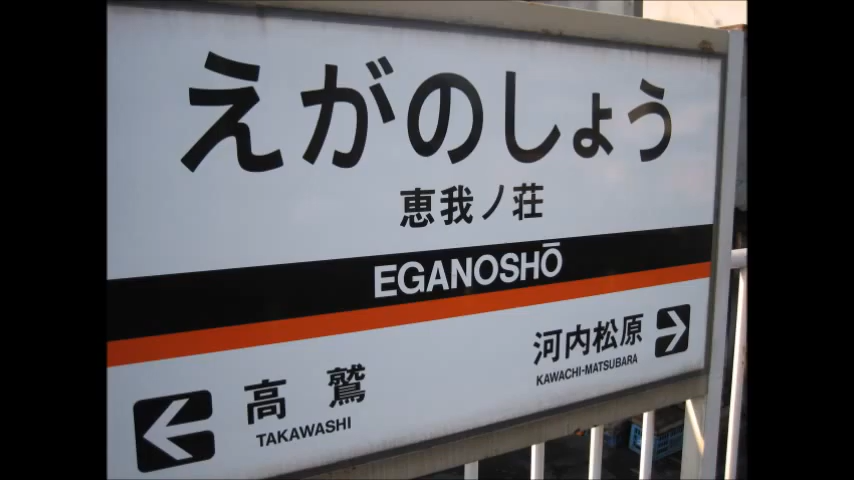 えがのしょう
恵我ノ荘
EGANOSHŌ
河内松原
KAWACHI-MATSUBARA
高鷲
TAKAWASHI